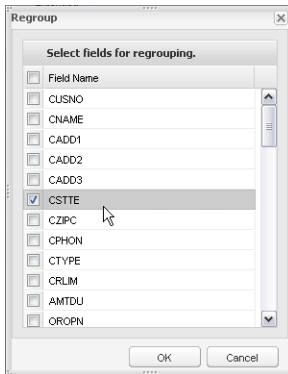 Regroup
Select fields for regrouping.
Field Name
CUSNO
CNAME
CADD1
CADD2
CADD3
CSTTE
CZIPC
CPHON
CTYPE
CRLIM
AMTDU
OROPN
OK Cancel